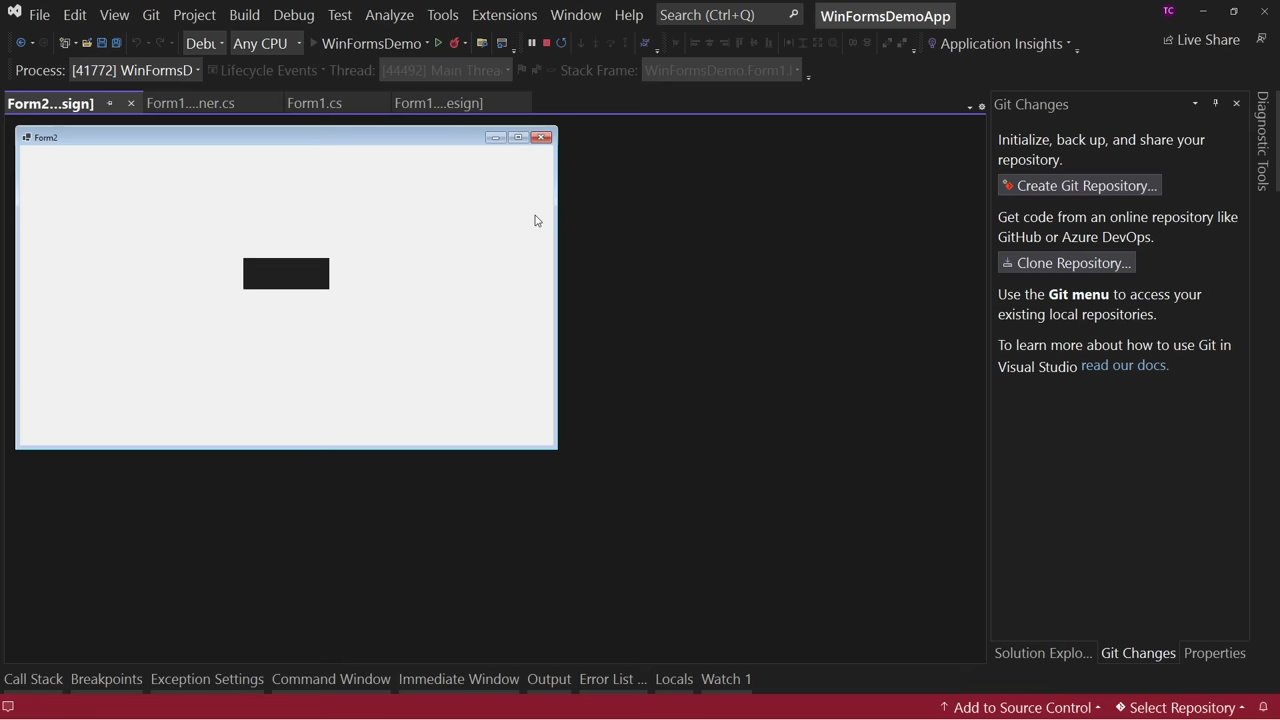 File Edit View Git Project Build Debug Test Analyze Tools Extensions Window Help Search (Ctrl+Q) WinFormsDemoApp TC
Debu Any CPU WinFormsDemo Application Insights Live Share
Process: [41772] WinFormsD Lifecycle Events Thread: [44492] Main Threa Stack Frame: WinFormsDemo.Form1.
Form2...sign] Form1....ner.cs Form1.cs Form1....esign] Git Changes
Form2
Initialize, back up, and share your
repository.
Create Git Repository...
Get code from an online repository like
GitHub or Azure DevOps.
Clone Repository...
Use the Git menu to access your
existing local repositories.
To learn more about how to use Git in
Visual Studio read our docs.
Diagnostic Tools
Solution Explo... Git Changes Properties
Call Stack Breakpoints Exception Settings Command Window Immediate Window Output Error List ... Locals Watch 1
Add to Source Control Select Repository